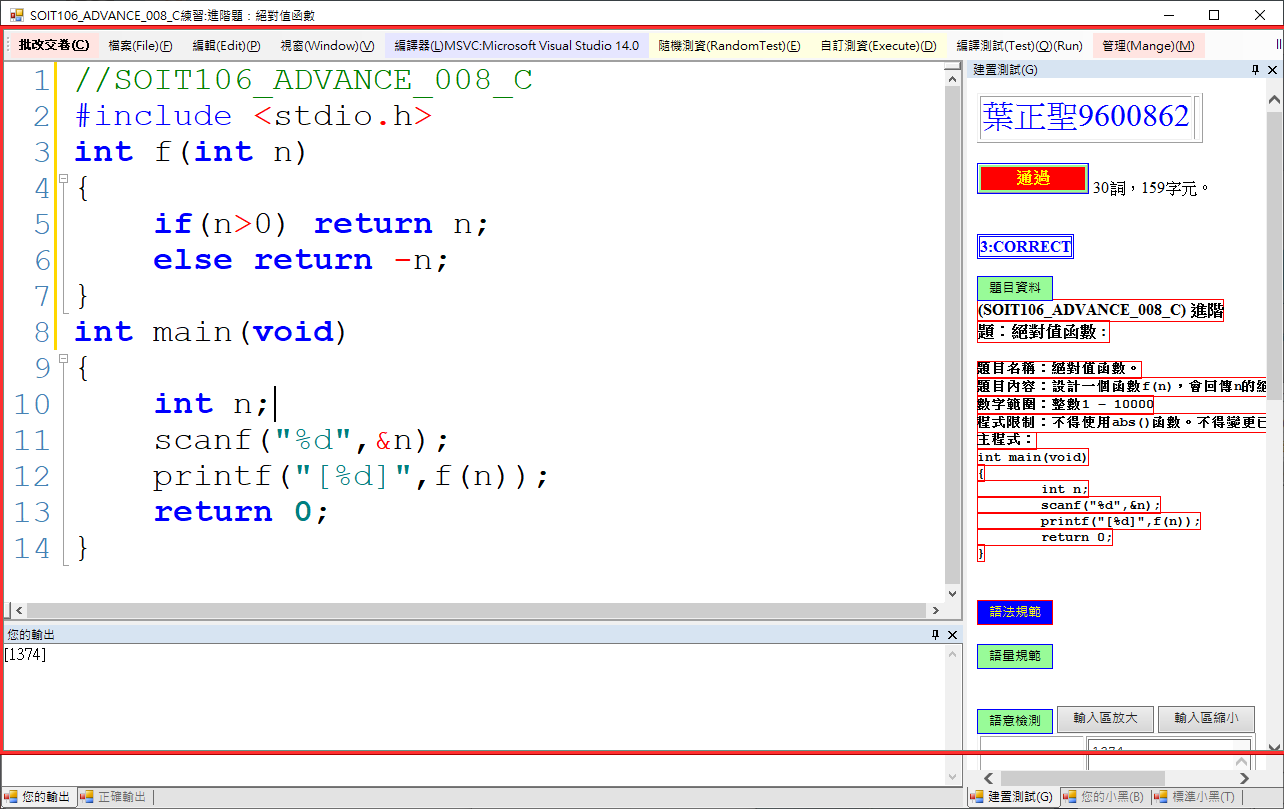 SOIT106_ADVANCE_008_C練習:進階題：絕對值函數
批改交卷(C) 檔案(File)(F) 編輯(Edit)(P) 視窗(Window)(V) 編譯器(L)MSVC:Microsoft Visual Studio 14.0 隨機測資(RandomTest)(E) 自訂測資(Execute)(D) 編譯測試(Test)(Q)(Run) 管理(Mange)(M)
1 //SOIT106_ADVANCE_008_C
2 #include <stdio.h>
3 int f(int n)
4 {
5 if(n>0) return n;
6 else return -n;
7 }
8 int main(void)
9 {
10 int n;
11 scanf("%d",&n);
12 printf("[%d]",f(n));
13 return 0;
14 }
您的輸出
[1374]
您的輸出 正確輸出
建置測試(G)
葉正聖9600862
通過 30詞，159字元。
3:CORRECT
題目資料
(SOIT106_ADVANCE_008_C) 進階
題：絕對值函數：
題目名稱：絕對值函數。
題目內容：設計一個函數f(n)，會回傳n的絕
數字範圍：整數1 - 10000
程式限制：不得使用abs()函數。不得變更已
主程式：
int main(void)
{
int n;
scanf("%d",&n);
printf("[%d]",f(n));
return 0;
}
語法規範
語量規範
語意檢測 輸入區放大 輸入區縮小
1374
建置測試(G) 您的小黑(B) 標準小黑(T)